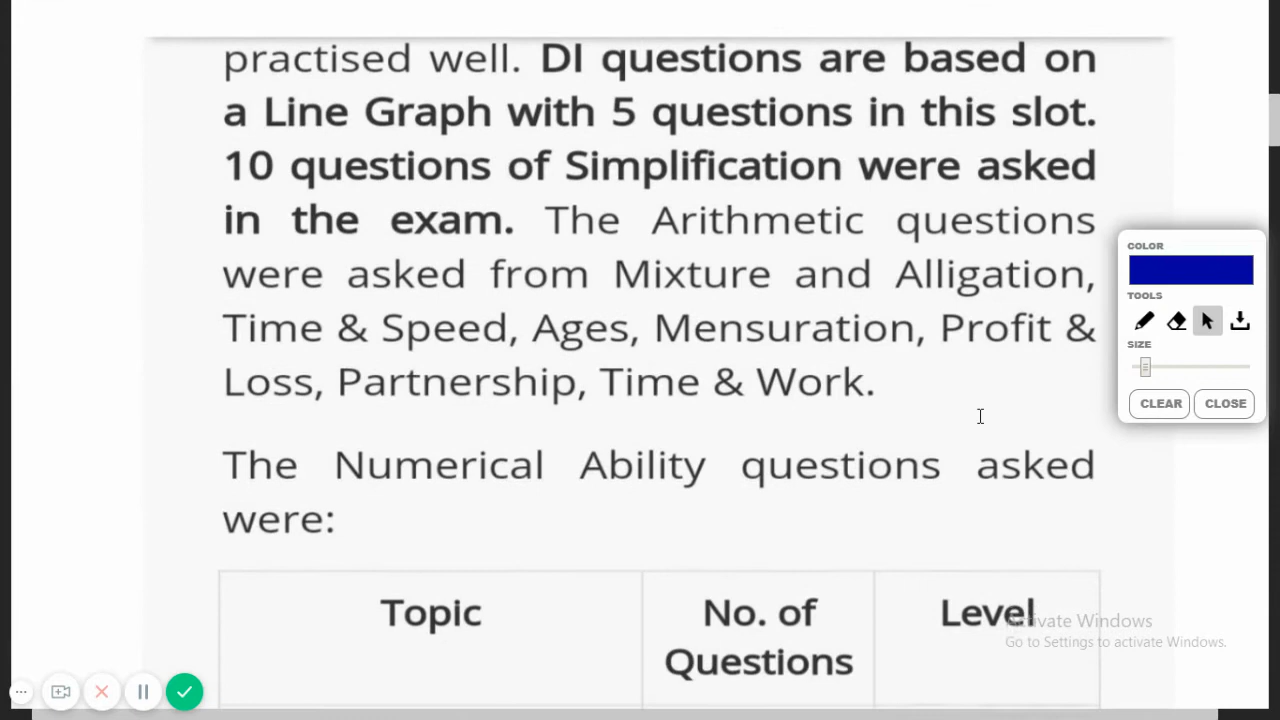 practised well. DI questions are based on
a Line Graph with 5 questions in this slot.
10 questions of Simplification were asked
in the exam. The Arithmetic questions
were asked from Mixture and Alligation,
Time & Speed, Ages, Mensuration, Profit &
Loss, Partnership, Time & Work.
The Numerical Ability questions asked
were:
Topic
No. of
Questions
Level
COLOR
TOOLS
SIZE
CLEAR CLOSE
Activate Windows
Go to Settings to activate Windows.